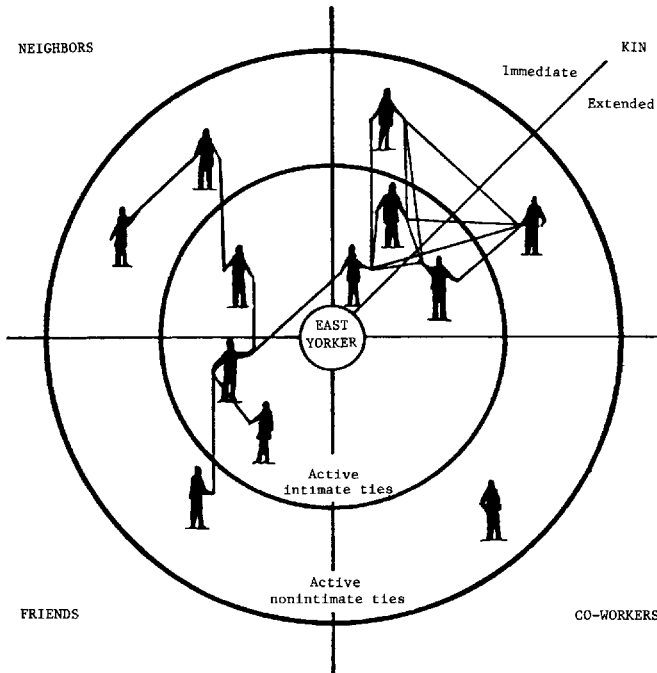 NEIGHBORS
KIN
Immediate
Extended
EAST
YORKER
Active
intimate ties
Active
nonintimate ties
FRIENDS
CO-WORKERS